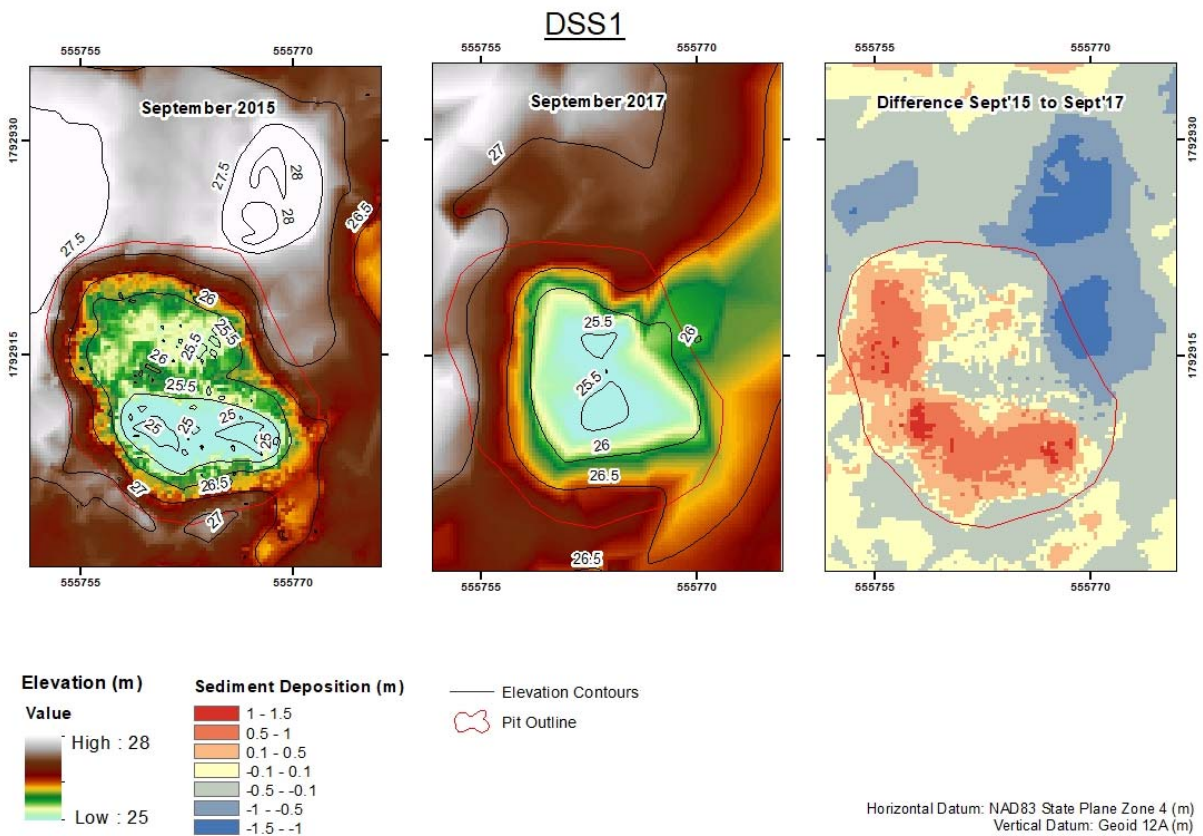 DSS1
555755
555770
555755
555770
555755
555770
September 2015
September 2017
Difference Sept'15 to Sept'17
1792930
1792915
1792930
1792915
27.5
27.5
28
28
26.5
26
25.5
25.5
26
25.5
25
25
25
25
26.5
27
27
27
25.5
25.5
26
26
26.5
26.5
555755
555770
555755
555770
555755
555770
Elevation (m)
Value
High : 28
Low : 25
Sediment Deposition (m)
1 - 1.5
0.5 - 1
0.1 - 0.5
-0.1 - 0.1
-0.5 - -0.1
-1 - -0.5
-1.5 - -1
Elevation Contours
Pit Outline
Horizontal Datum: NAD83 State Plane Zone 4 (m)
Vertical Datum: Geoid 12A (m)